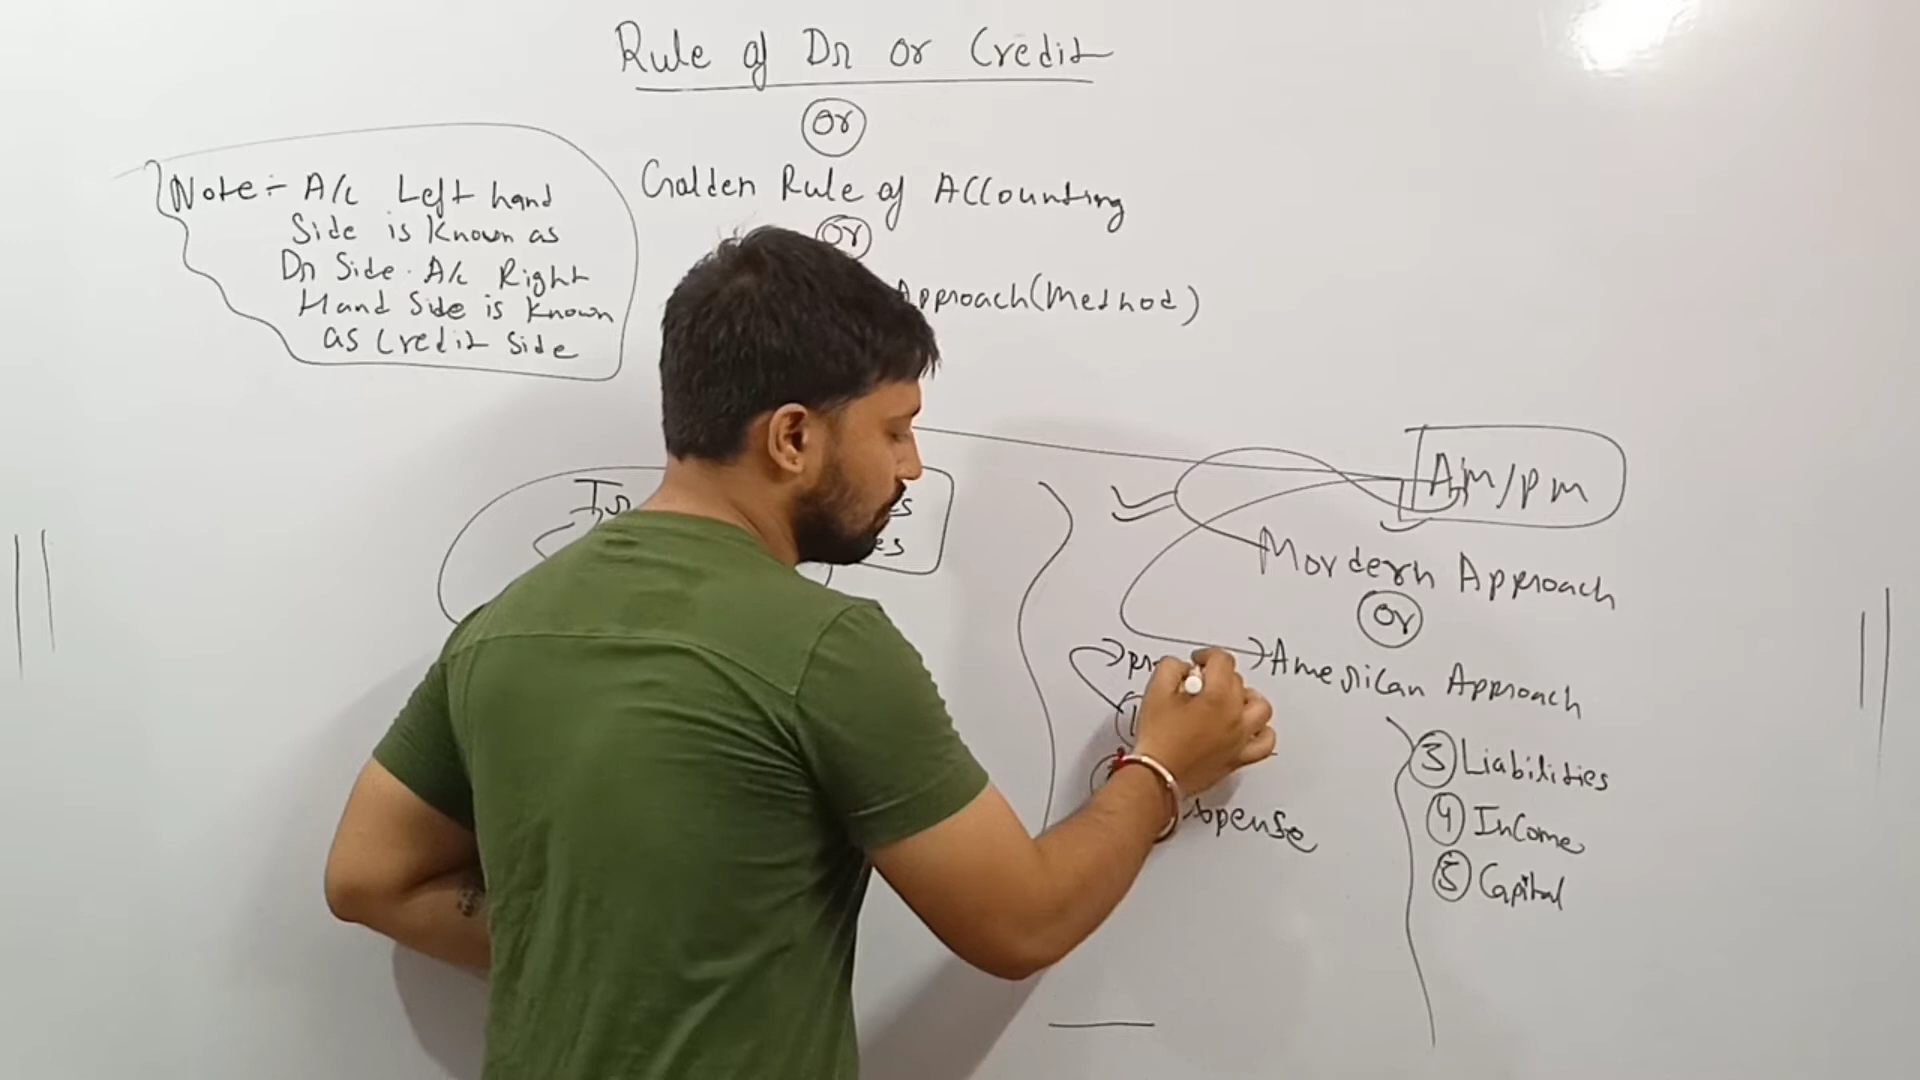 Rule of Dr or Credit
Or
Golden Rule of Accounting
Or
Approach(Method)
Note:- A/c Left hand
Side is known as
Dr Side. A/c Right
Hand Side is known
as Credit Side
Am/pm
Mordern Approach
Or
American Approach
3 Liabilities
4 Income
5 Capital